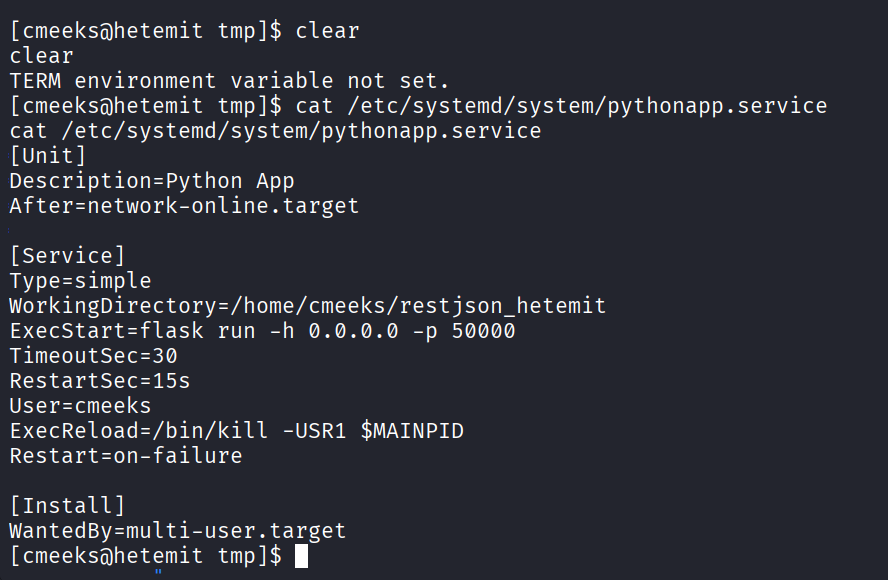 [cmeeks@hetemit tmp]$ clear
clear
TERM environment variable not set.
[cmeeks@hetemit tmp]$ cat /etc/systemd/system/pythonapp.service
cat /etc/systemd/system/pythonapp.service
[Unit]
Description=Python App
After=network-online.target
[Service]
Type=simple
WorkingDirectory=/home/cmeeks/restjson_hetemit
ExecStart=flask run -h 0.0.0.0 -p 50000
TimeoutSec=30
RestartSec=15s
User=cmeeks
ExecReload=/bin/kill -USR1 $MAINPID
Restart=on-failure
[Install]
WantedBy=multi-user.target
[cmeeks@hetemit tmp]$